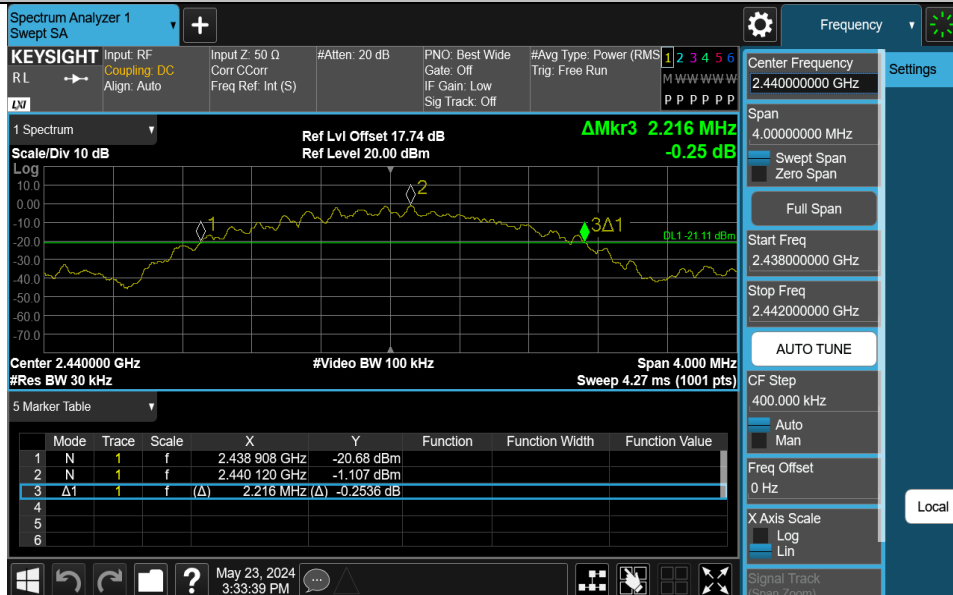 Spectrum Analyzer 1
Swept SA
+
Frequency
KEYSIGHT
RL
LXI
Input: RF
Coupling: DC
Align: Auto
Input Z: 50 Ω
Corr CCorr
Freq Ref: Int (S)
#Atten: 20 dB
PNO: Best Wide
Gate: Off
IF Gain: Low
Sig Track: Off
#Avg Type: Power (RMS
Trig: Free Run
1 2 3 4 5 6
M W W W W W
P P P P P P
1 Spectrum
Scale/Div 10 dB
Ref Lvl Offset 17.74 dB
Ref Level 20.00 dBm
ΔMkr3 2.216 MHz
-0.25 dB
Log
10.0
0.00
-10.0
-20.0
-30.0
-40.0
-50.0
-60.0
-70.0
1
2
3Δ1
DL1 -21.11 dBm
Center 2.440000 GHz
#Video BW 100 kHz
Span 4.000 MHz
#Res BW 30 kHz
Sweep 4.27 ms (1001 pts)
5 Marker Table
Mode Trace Scale X Y Function Function Width Function Value
1 N 1 f 2.438 908 GHz -20.68 dBm
2 N 1 f 2.440 120 GHz -1.107 dBm
3 Δ1 1 f (Δ) 2.216 MHz (Δ) -0.2536 dB
4
5
6
?
May 23, 2024
3:33:39 PM
Center Frequency
2.440000000 GHz
Span
4.00000000 MHz
Swept Span
Zero Span
Full Span
Start Freq
2.438000000 GHz
Stop Freq
2.442000000 GHz
AUTO TUNE
CF Step
400.000 kHz
Auto
Man
Freq Offset
0 Hz
X Axis Scale
Log
Lin
Signal Track
(Span Zoom)
Settings
Local